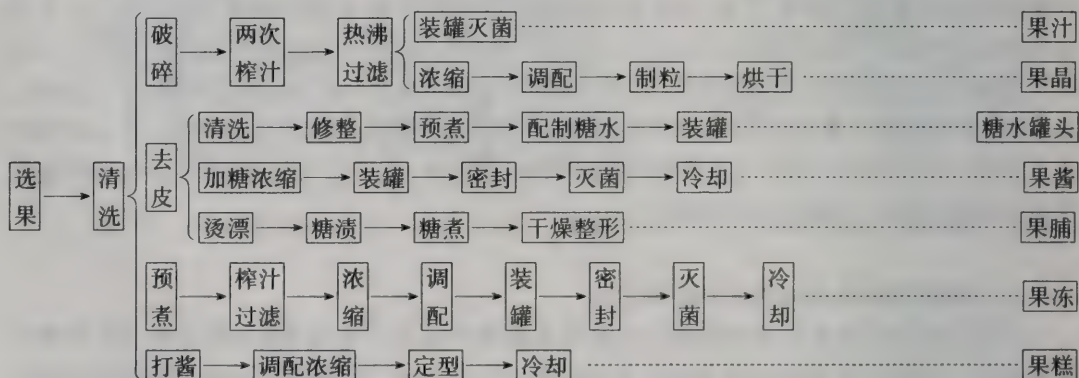 选果 清洗
破碎 两次榨汁 热沸过滤 装罐灭菌 果汁
浓缩 调配 制粒 烘干 果晶
去皮 清洗 修整 预煮 配制糖水 装罐 糖水罐头
加糖浓缩 装罐 密封 灭菌 冷却 果酱
烫漂 糖渍 糖煮 干燥整形 果脯
预煮 榨汁过滤 浓缩 调配 装罐 密封 灭菌 冷却 果冻
打酱 调配浓缩 定型 冷却 果糕